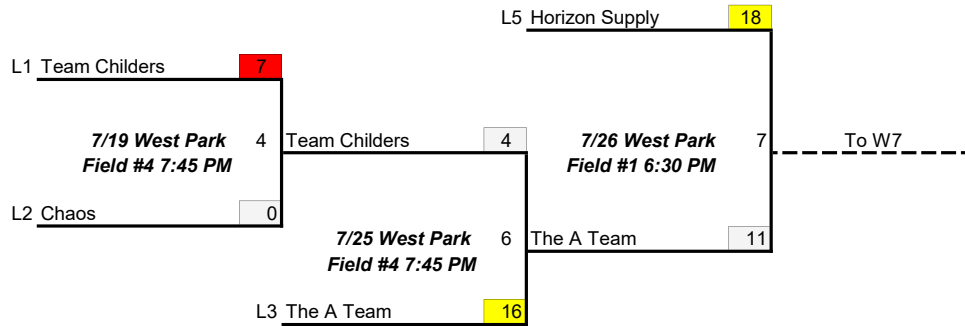 L5 Horizon Supply 18
L1 Team Childers 7
7/19 West Park 4 Team Childers 4 7/26 West Park 7 To W7
Field #4 7:45 PM Field #1 6:30 PM
L2 Chaos 0
7/25 West Park 6 The A Team 11
Field #4 7:45 PM
L3 The A Team 16